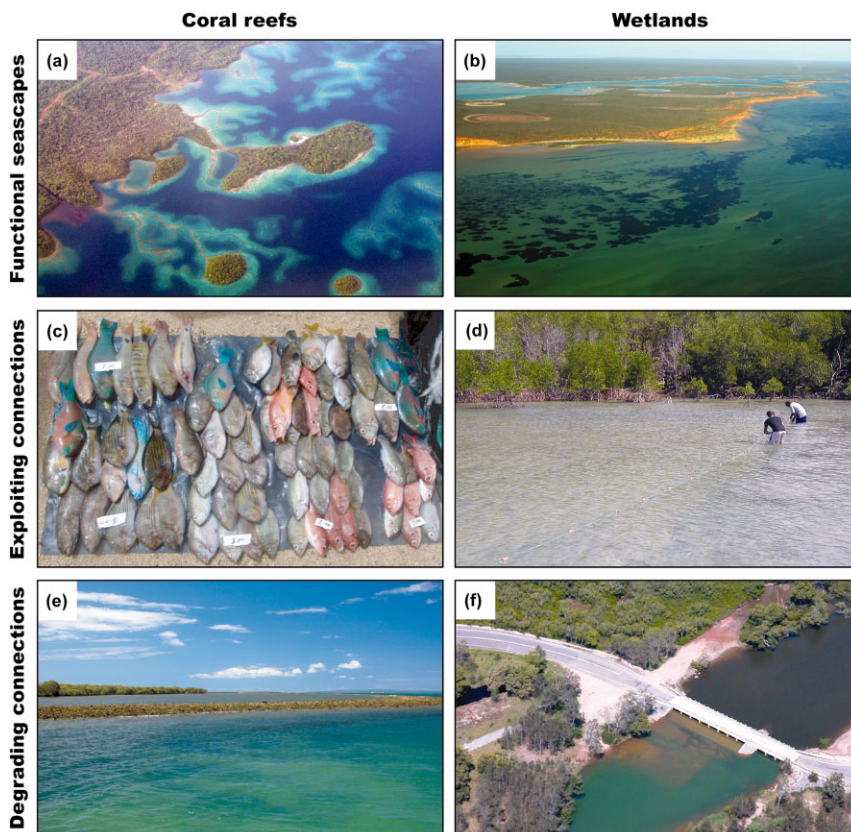 Coral reefs
Wetlands
Functional seascapes
(a)
(b)
Exploiting connections
(c)
(d)
Degrading connections
(e)
(f)